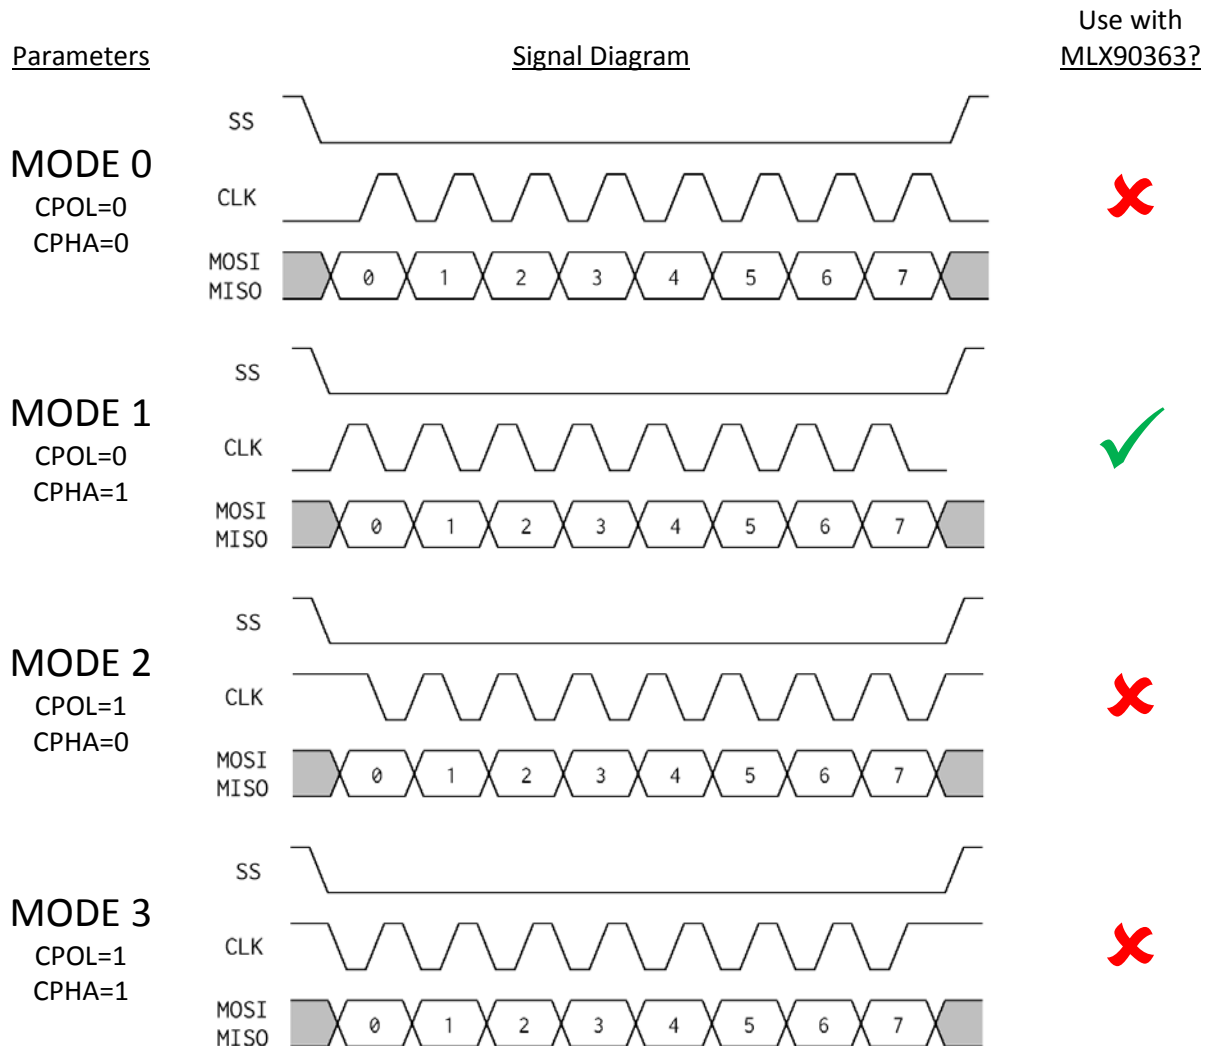 Use with
Parameters Signal Diagram MLX90363?
SS
MODE 0
CPOL=0
CPHA=0
CLK
MOSI
MISO
0 1 2 3 4 5 6 7
SS
MODE 1
CPOL=0
CPHA=1
CLK
MOSI
MISO
0 1 2 3 4 5 6 7
SS
MODE 2
CPOL=1
CPHA=0
CLK
MOSI
MISO
0 1 2 3 4 5 6 7
SS
MODE 3
CPOL=1
CPHA=1
CLK
MOSI
MISO
0 1 2 3 4 5 6 7